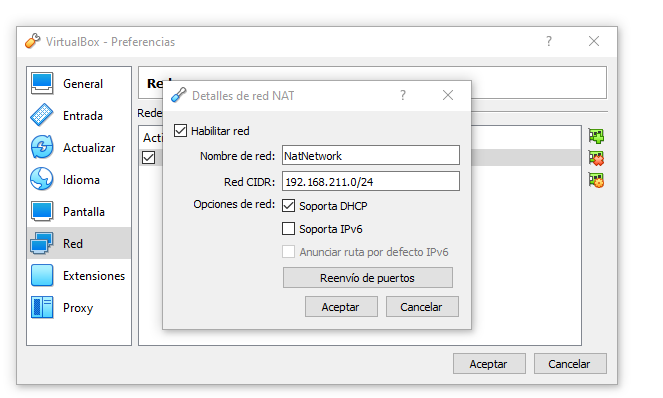 VirtualBox - Preferencias
?
General
Entrada
Actualizar
Idioma
Pantalla
Red
Extensiones
Proxy
Re
Rede
Acti
Detalles de red NAT
?
Habilitar red
Nombre de red: NatNetwork
Red CIDR: 192.168.211.0/24
Opciones de red: Soporta DHCP
Soporta IPv6
Anunciar ruta por defecto IPv6
Reenvío de puertos
Aceptar Cancelar
Aceptar Cancelar